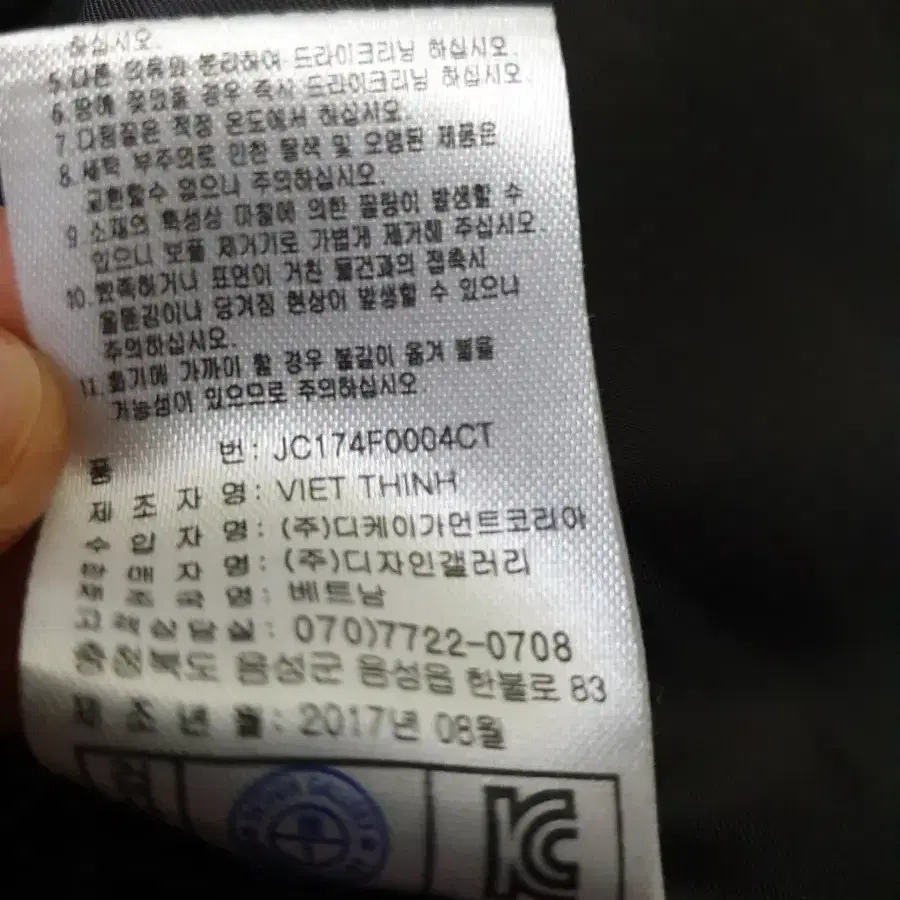 하십시오.
5.다른 의류와 분리하여 드라이크리닝 하십시오.
6.땀에 젖었을 경우 즉시 드라이크리닝 하십시오.
7.다림질은 적정 온도에서 하십시오.
8.세탁 부주의로 인한 탈색 및 오염된 제품은
교환할수 없으니 주의하십시오.
9.소재의 특성상 마찰에 의한 필링이 발생할 수
있으니 보풀 제거기로 가볍게 제거해 주십시오.
10.뾰족하거나 표면이 거친 물건과의 접촉시
올뜯김이나 당겨짐 현상이 발생할 수 있으니
주의하십시오.
11.화기에 가까이 할 경우 불길이 옮겨 붙을
가능성이 있으므로 주의하십시오.
품 번: JC174F0004CT
제 조 자 명: VIET THINH
수 입 자 명: (주)디케이가먼트코리아
판 매 자 명: (주)디자인갤러리
제 조 국 명: 베트남
고 객 상 담 실: 070)7722-0708
충청북도 음성군 음성읍 한불로 83
제 조 년 월: 2017년 08월